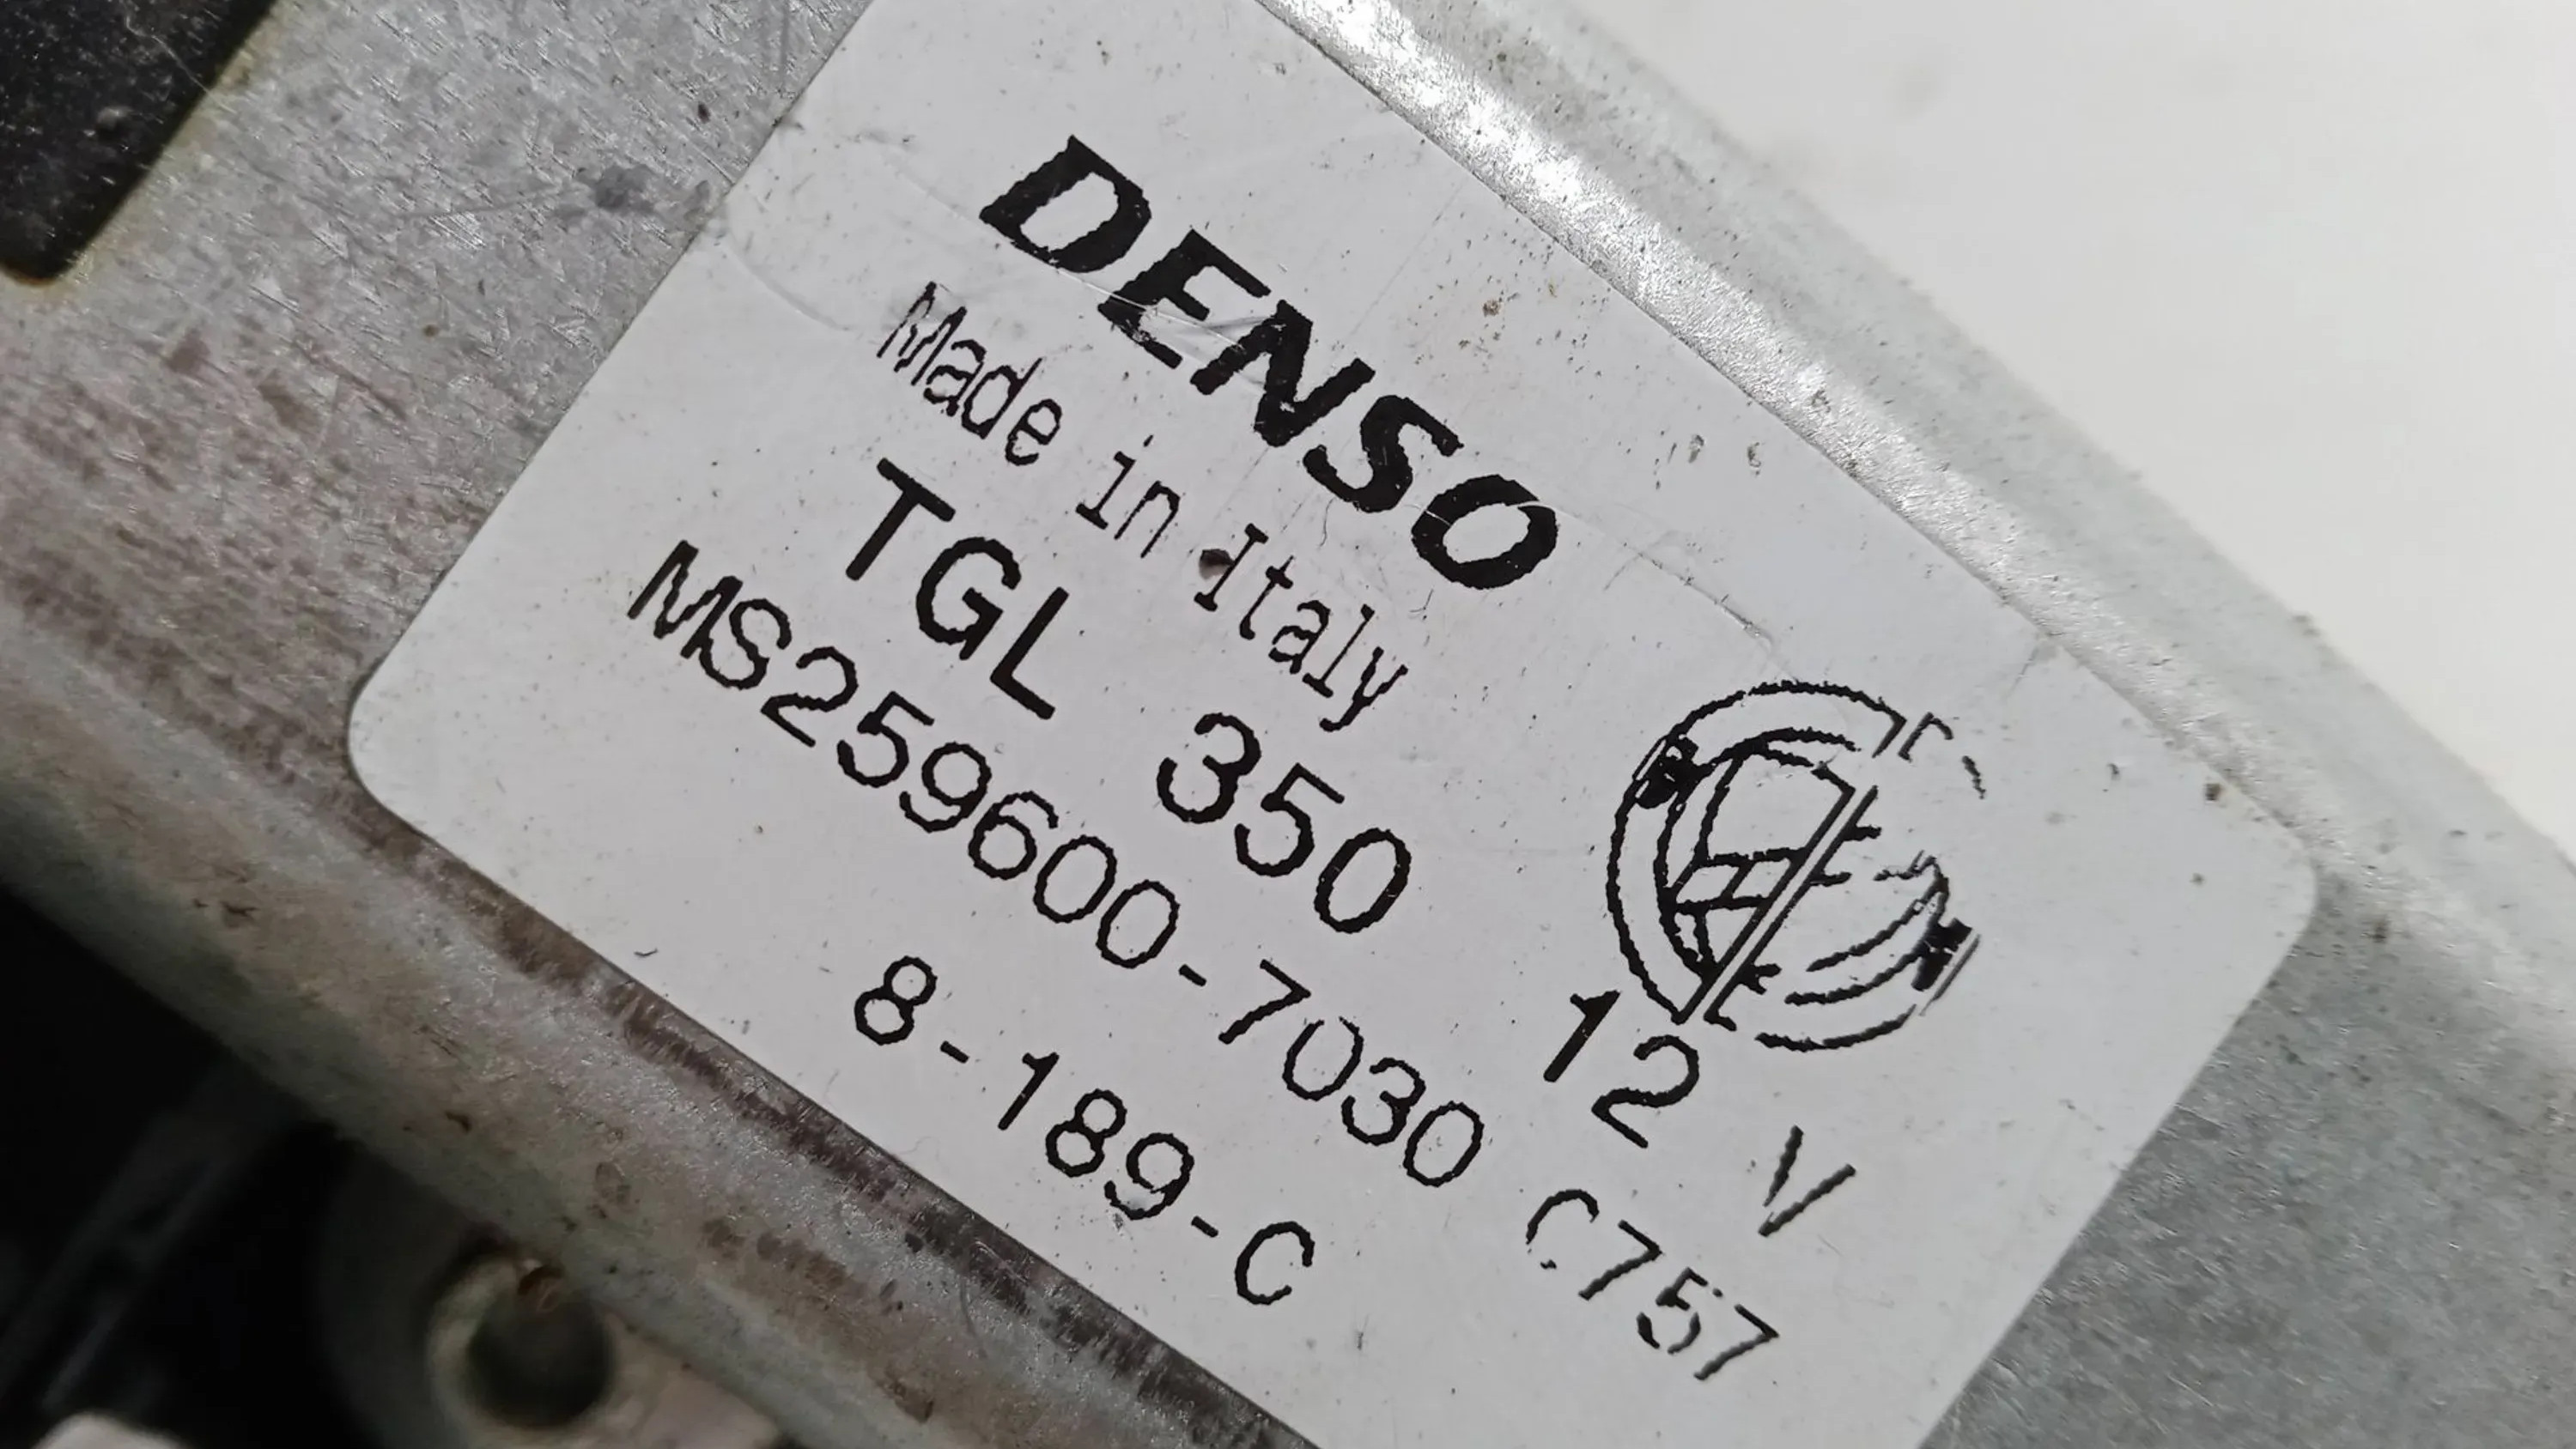 DENSO
Made in Italy
TGL 350 12 V
MS259600-7030 C757
8-189-C